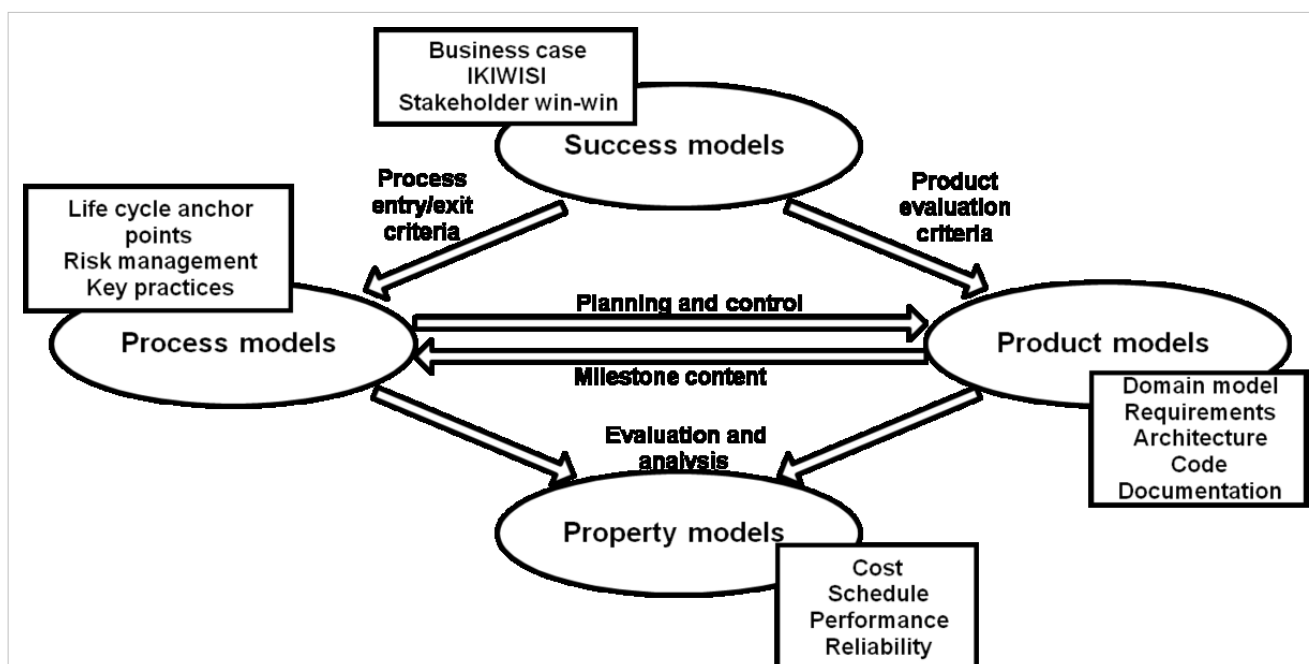 Business case
IKIWISI
Stakeholder win-win
Success models
Process
entry/exit
criteria
Product
evaluation
criteria
Life cycle anchor
points
Risk management
Key practices
Process models
Planning and control
Milestone content
Product models
Domain model
Requirements
Architecture
Code
Documentation
Evaluation and
analysis
Property models
Cost
Schedule
Performance
Reliability